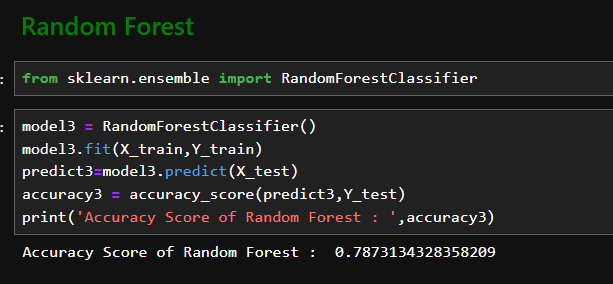 Random Forest
: from sklearn.ensemble import RandomForestClassifier
: model3 = RandomForestClassifier()
model3.fit(X_train,Y_train)
predict3=model3.predict(X_test)
accuracy3 = accuracy_score(predict3,Y_test)
print('Accuracy Score of Random Forest : ',accuracy3)
Accuracy Score of Random Forest :  0.7873134328358209